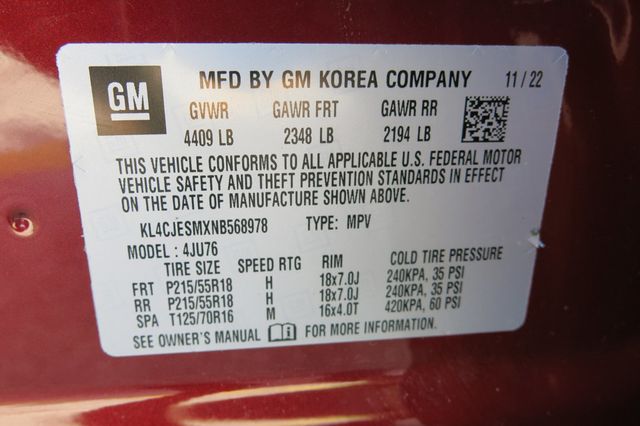 GM MFD BY GM KOREA COMPANY 11 / 22
GVWR GAWR FRT GAWR RR
4409 LB 2348 LB 2194 LB
THIS VEHICLE CONFORMS TO ALL APPLICABLE U.S. FEDERAL MOTOR
VEHICLE SAFETY AND THEFT PREVENTION STANDARDS IN EFFECT
ON THE DATE OF MANUFACTURE SHOWN ABOVE.
KL4CJESMXNB568978 TYPE: MPV
MODEL : 4JU76
TIRE SIZE SPEED RTG RIM COLD TIRE PRESSURE
FRT P215/55R18 H 18x7.0J 240KPA, 35 PSI
RR P215/55R18 H 18x7.0J 240KPA, 35 PSI
SPA T125/70R16 M 16x4.0T 420KPA, 60 PSI
SEE OWNER'S MANUAL FOR MORE INFORMATION.